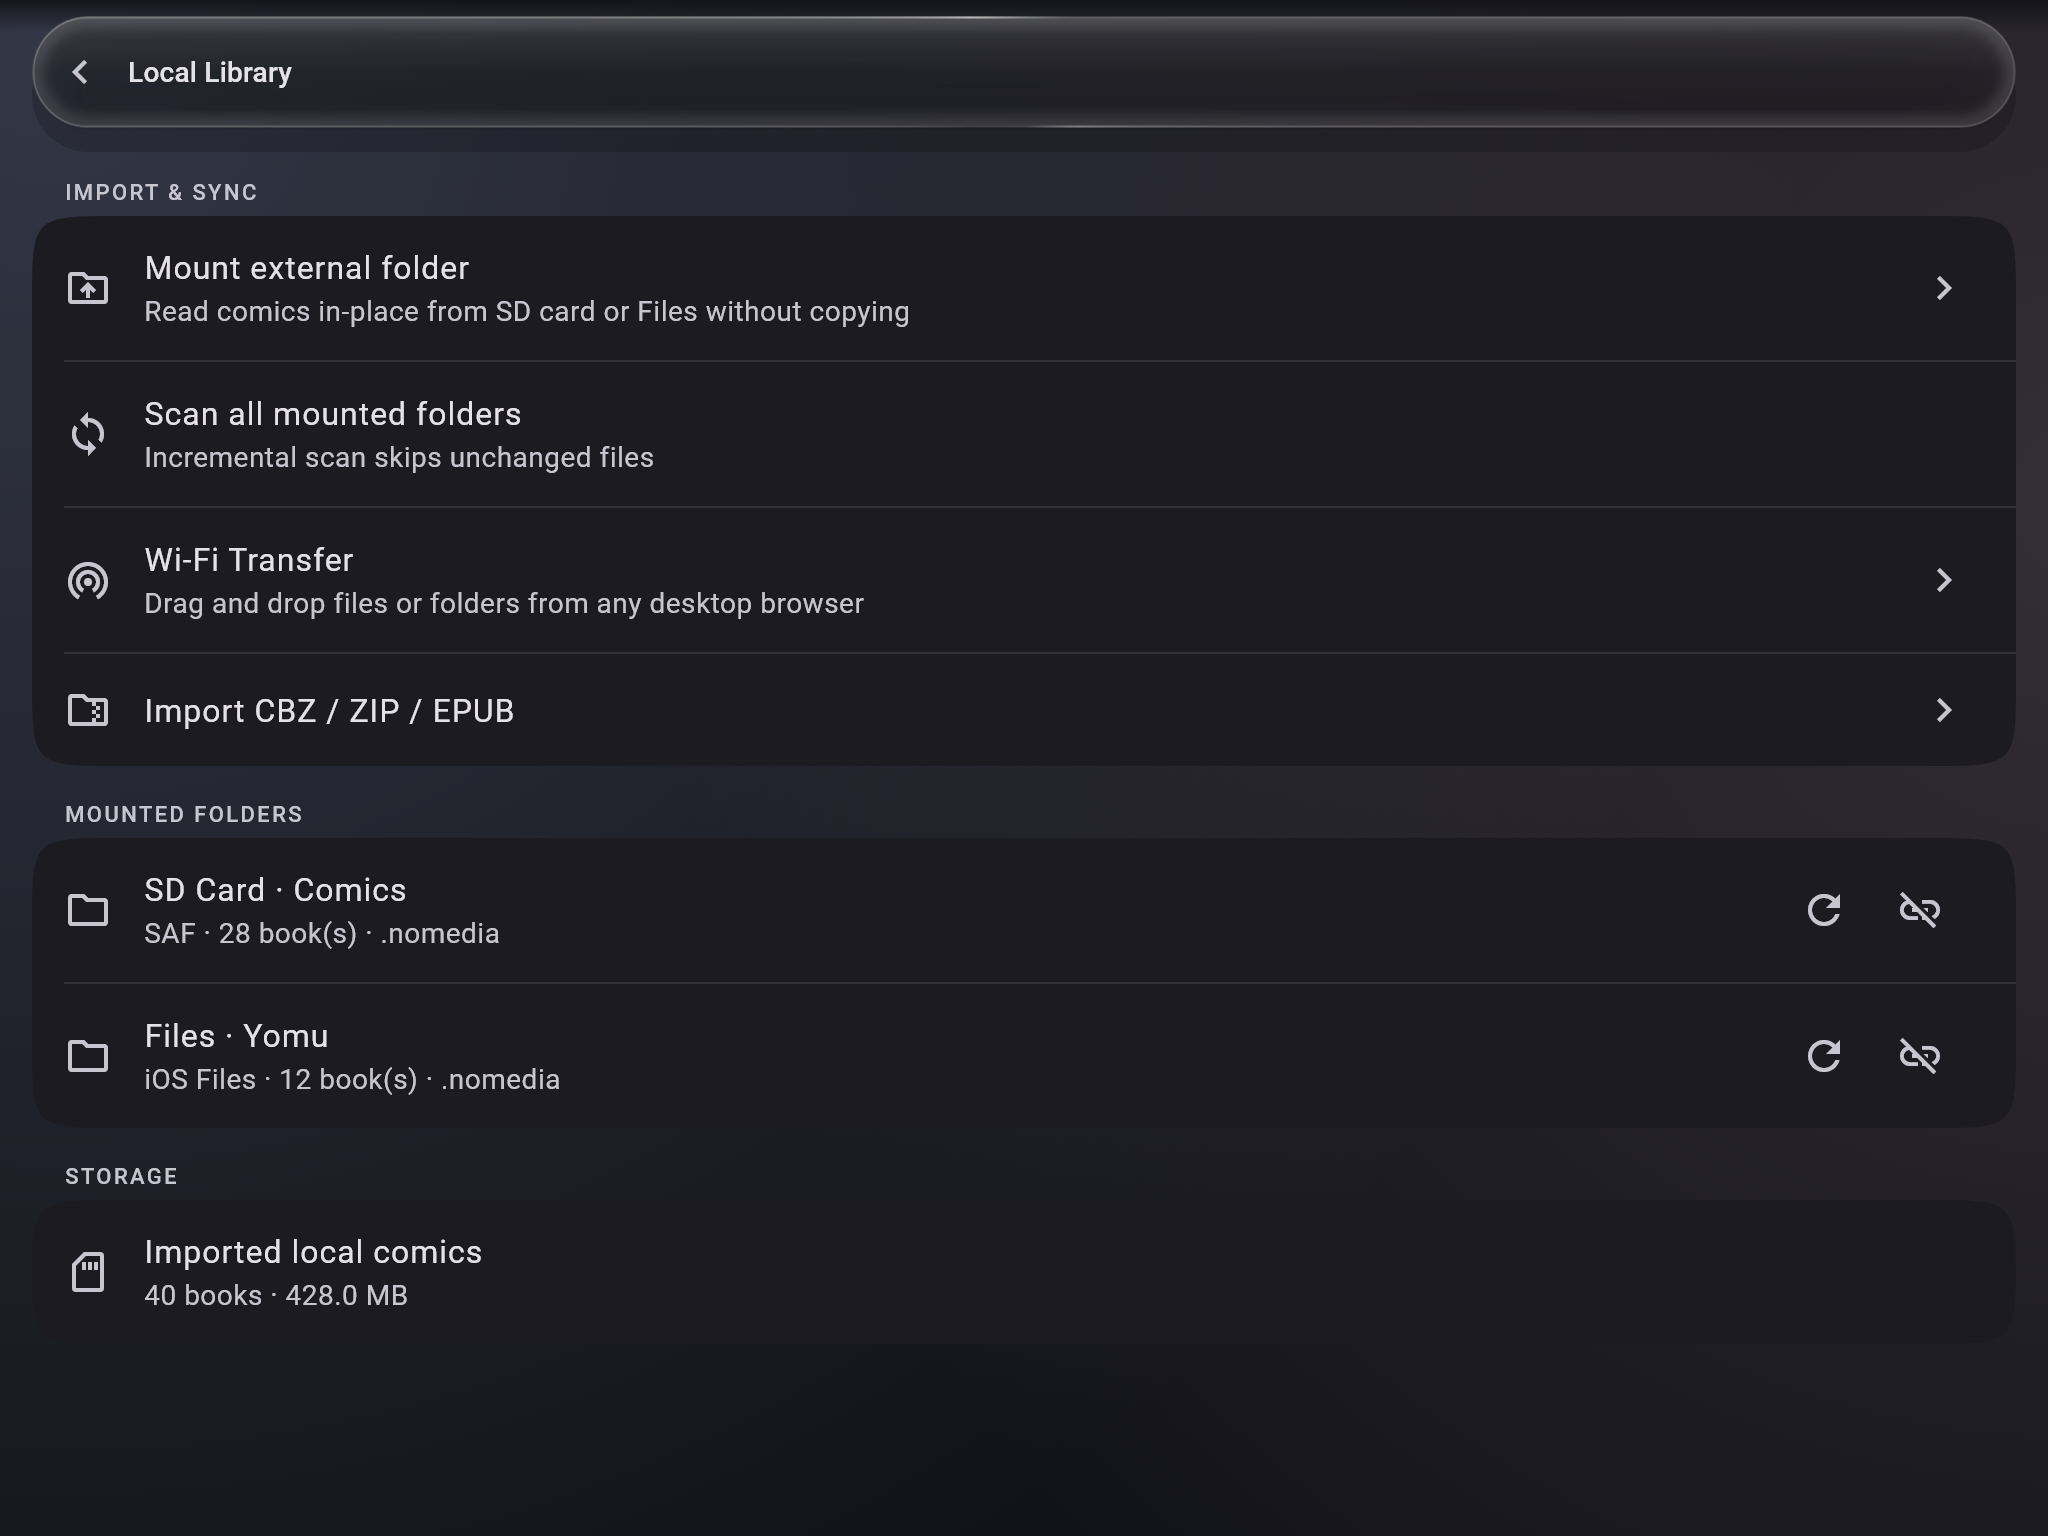 Local Library
IMPORT & SYNC
Mount external folder
Read comics in-place from SD card or Files without copying
Scan all mounted folders
Incremental scan skips unchanged files
Wi-Fi Transfer
Drag and drop files or folders from any desktop browser
Import CBZ / ZIP / EPUB
MOUNTED FOLDERS
SD Card · Comics
SAF · 28 book(s) · .nomedia
Files · Yomu
iOS Files · 12 book(s) · .nomedia
STORAGE
Imported local comics
40 books · 428.0 MB